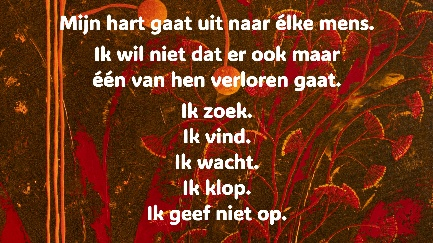 Mijn hart gaat uit naar élke mens.
Ik wil niet dat er ook maar
één van hen verloren gaat.
Ik zoek.
Ik vind.
Ik wacht.
Ik klop.
Ik geef niet op.